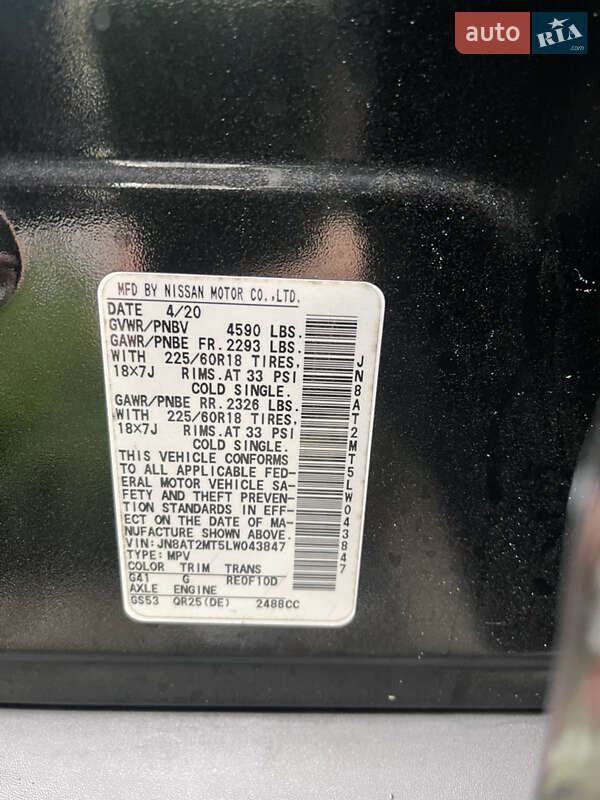 auto RIA .com
MFD BY NISSAN MOTOR CO.,LTD.
DATE 4/20
GVWR/PNBV 4590 LBS.
GAWR/PNBE FR. 2293 LBS.
WITH 225/60R18 TIRES,
18×7J RIMS.AT 33 PSI
COLD SINGLE.
GAWR/PNBE RR. 2326 LBS.
WITH 225/60R18 TIRES,
18×7J RIMS.AT 33 PSI
COLD SINGLE.
THIS VEHICLE CONFORMS
TO ALL APPLICABLE FED-
ERAL MOTOR VEHICLE SA-
FETY AND THEFT PREVEN-
TION STANDARDS IN EFF-
ECT ON THE DATE OF MA-
NUFACTURE SHOWN ABOVE.
VIN: JN8AT2MT5LW043847
TYPE: MPV
COLOR TRIM TRANS
G41 G RE0F10D
AXLE ENGINE
GS53 QR25(DE) 2488CC
JN8AT2MT5LW043847